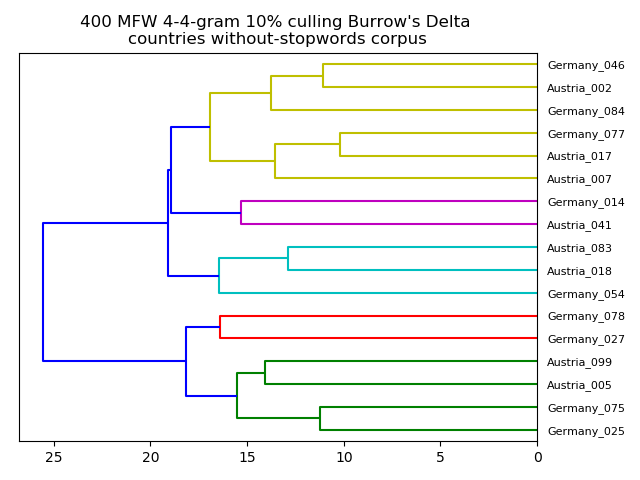 400 MFW 4-4-gram 10% culling Burrow's Delta
countries without-stopwords corpus
Germany_046
Austria_002
Germany_084
Germany_077
Austria_017
Austria_007
Germany_014
Austria_041
Austria_083
Austria_018
Germany_054
Germany_078
Germany_027
Austria_099
Austria_005
Germany_075
Germany_025
25 20 15 10 5 0